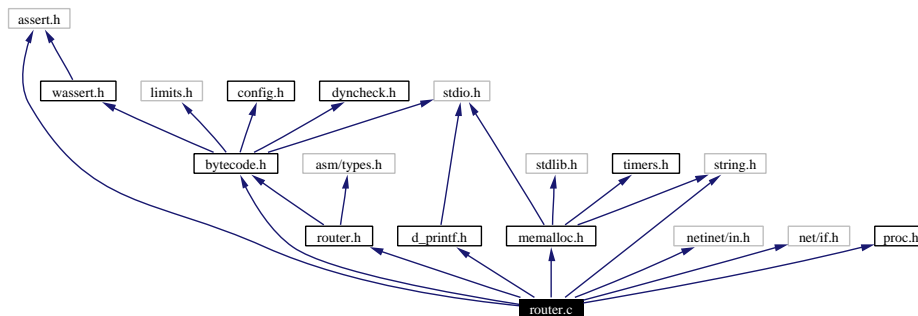 assert.h
wassert.h
limits.h
config.h
dyncheck.h
stdio.h
bytecode.h
asm/types.h
stdlib.h
timers.h
string.h
router.h
d_printf.h
memalloc.h
netinet/in.h
net/if.h
proc.h
router.c